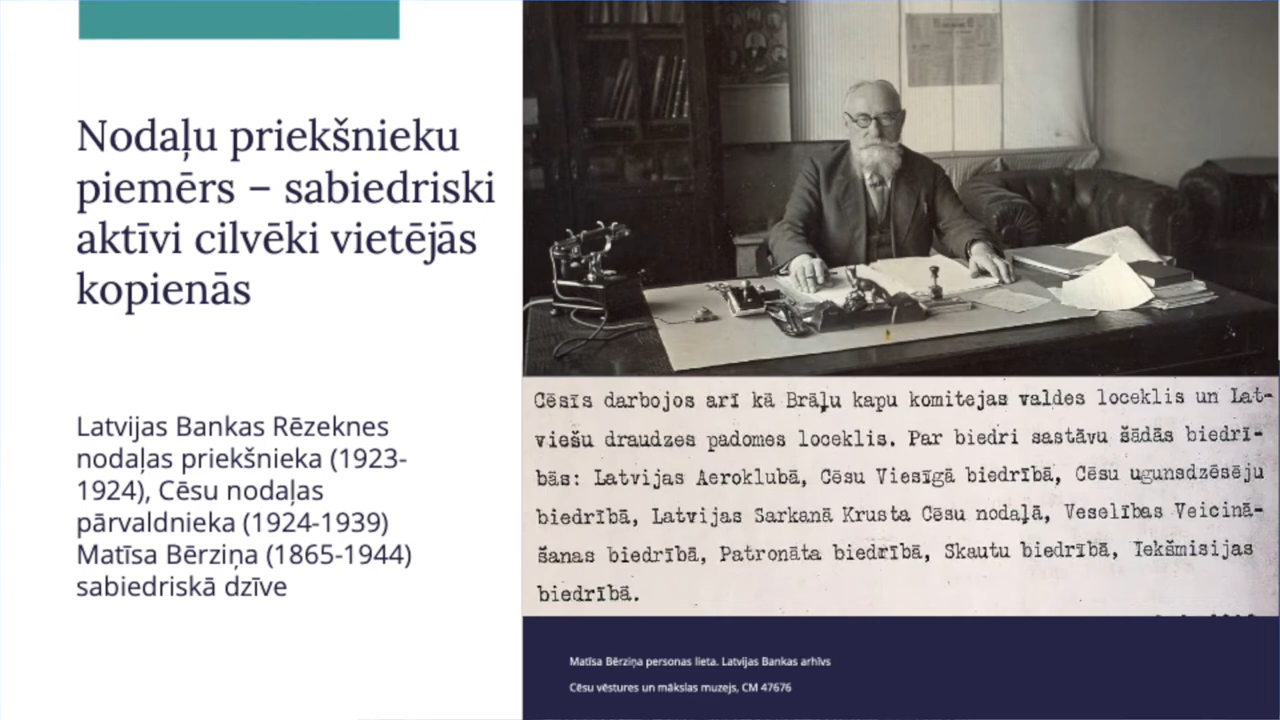 Nodaļu priekšnieku
piemērs – sabiedriski
aktīvi cilvēki vietējās
kopienās
Latvijas Bankas Rēzeknes
nodaļas priekšnieka (1923-
1924), Cēsu nodaļas
pārvaldnieka (1924-1939)
Matīsa Bērziņa (1865-1944)
sabiedriskā dzīve
Cēsīs darbojos arī kā Brāļu kapu komitejas valdes loceklis un Lat-
viešu draudzes padomes loceklis. Par biedri sastāvu šādās biedrī-
bās: Latvijas Aeroklubā, Cēsu Viesīgā biedrībā, Cēsu ugunsdzēsēju
biedrībā, Latvijas Sarkanā Krusta Cēsu nodaļā, Veselības Veicinā-
šanas biedrībā, Patronāta biedrībā, Skautu biedrībā, Iekšmisijas
biedrībā.
Matīsa Bērziņa personas lieta. Latvijas Bankas arhīvs
Cēsu vēstures un mākslas muzejs, CM 47676